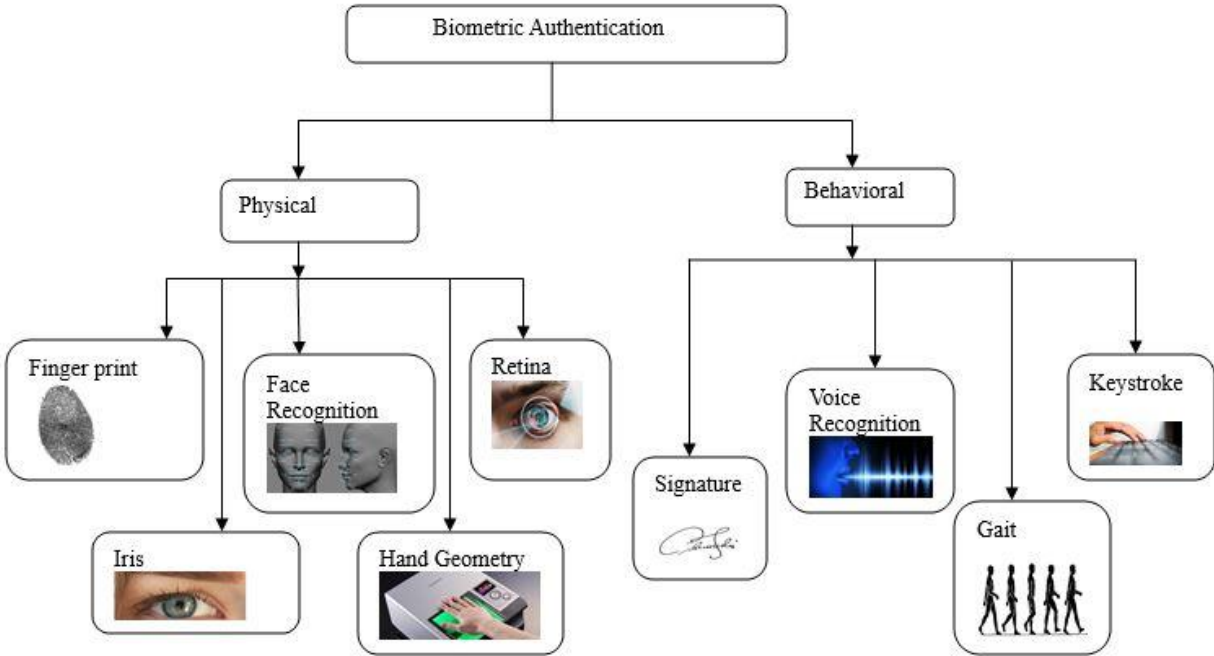 Biometric Authentication
Physical
Behavioral
Finger print
Face
Recognition
Retina
Iris
Hand Geometry
Signature
Voice
Recognition
Gait
Keystroke